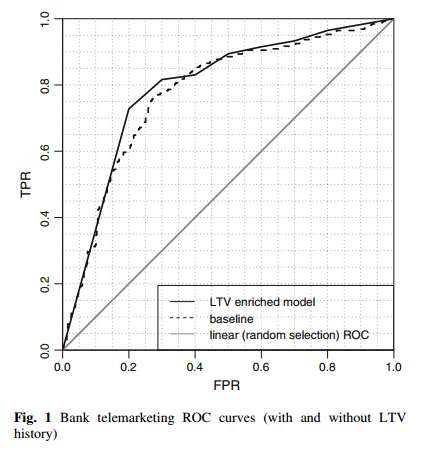 1.0
0.8
0.6
0.4
0.2
0.0
TPR
LTV enriched model
baseline
linear (random selection) ROC
0.0 0.2 0.4 0.6 0.8 1.0
FPR
Fig. 1 Bank telemarketing ROC curves (with and without LTV
history)